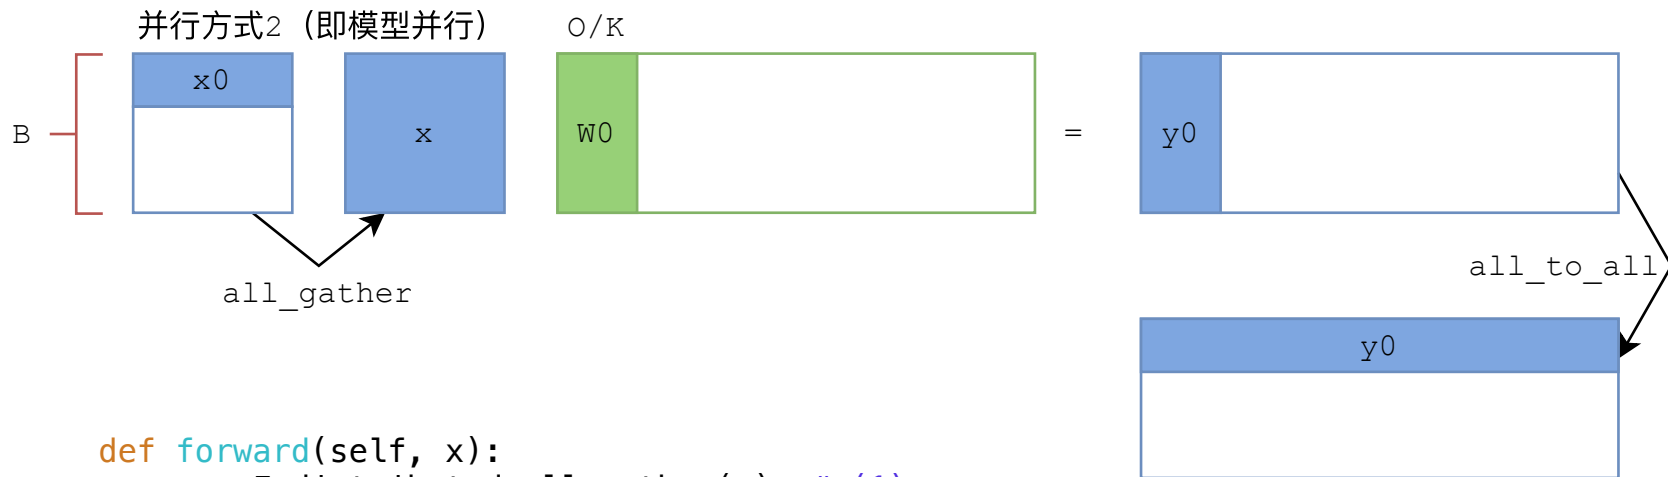 并行方式2（即模型并行）
O/K
x0
B
x
W0
=
y0
all_gather
all_to_all
y0
def forward(self, x):